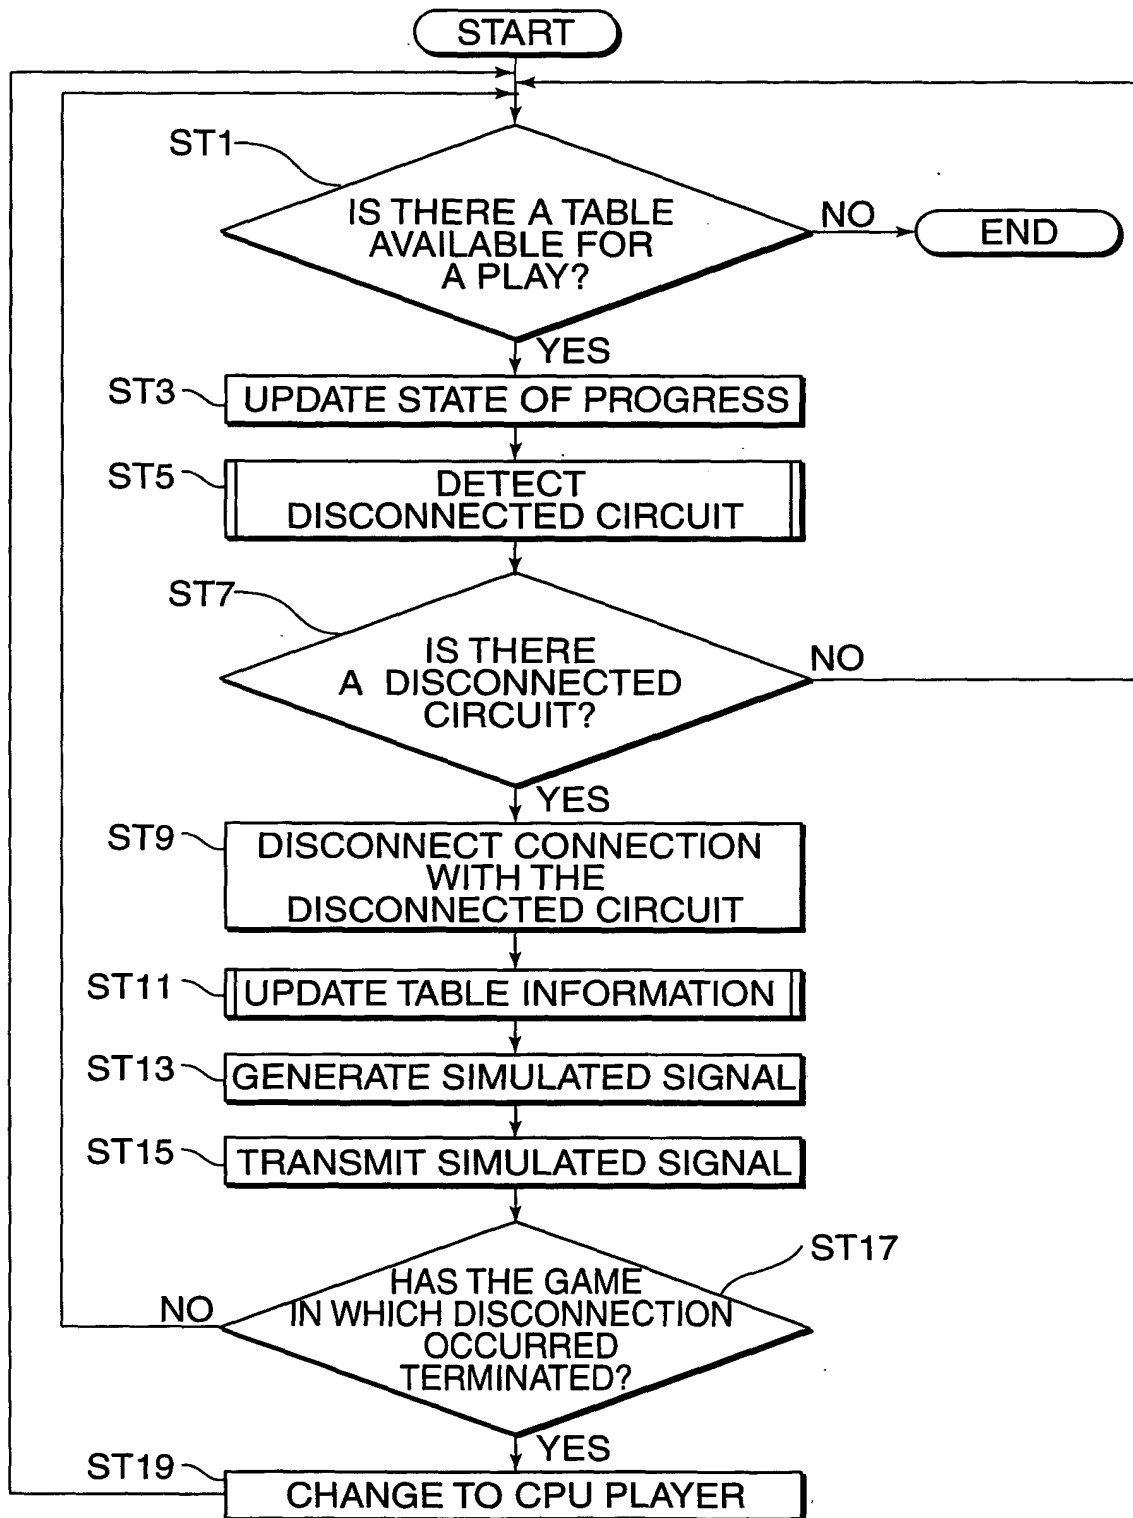 START
ST1
IS THERE A TABLE
AVAILABLE FOR
A PLAY?
NO
END
YES
ST3
UPDATE STATE OF PROGRESS
ST5
DETECT
DISCONNECTED CIRCUIT
ST7
IS THERE
A DISCONNECTED
CIRCUIT?
NO
YES
ST9
DISCONNECT CONNECTION
WITH THE
DISCONNECTED CIRCUIT
ST11
UPDATE TABLE INFORMATION
ST13
GENERATE SIMULATED SIGNAL
ST15
TRANSMIT SIMULATED SIGNAL
ST17
HAS THE GAME
IN WHICH DISCONNECTION
OCCURRED
TERMINATED?
NO
YES
ST19
CHANGE TO CPU PLAYER